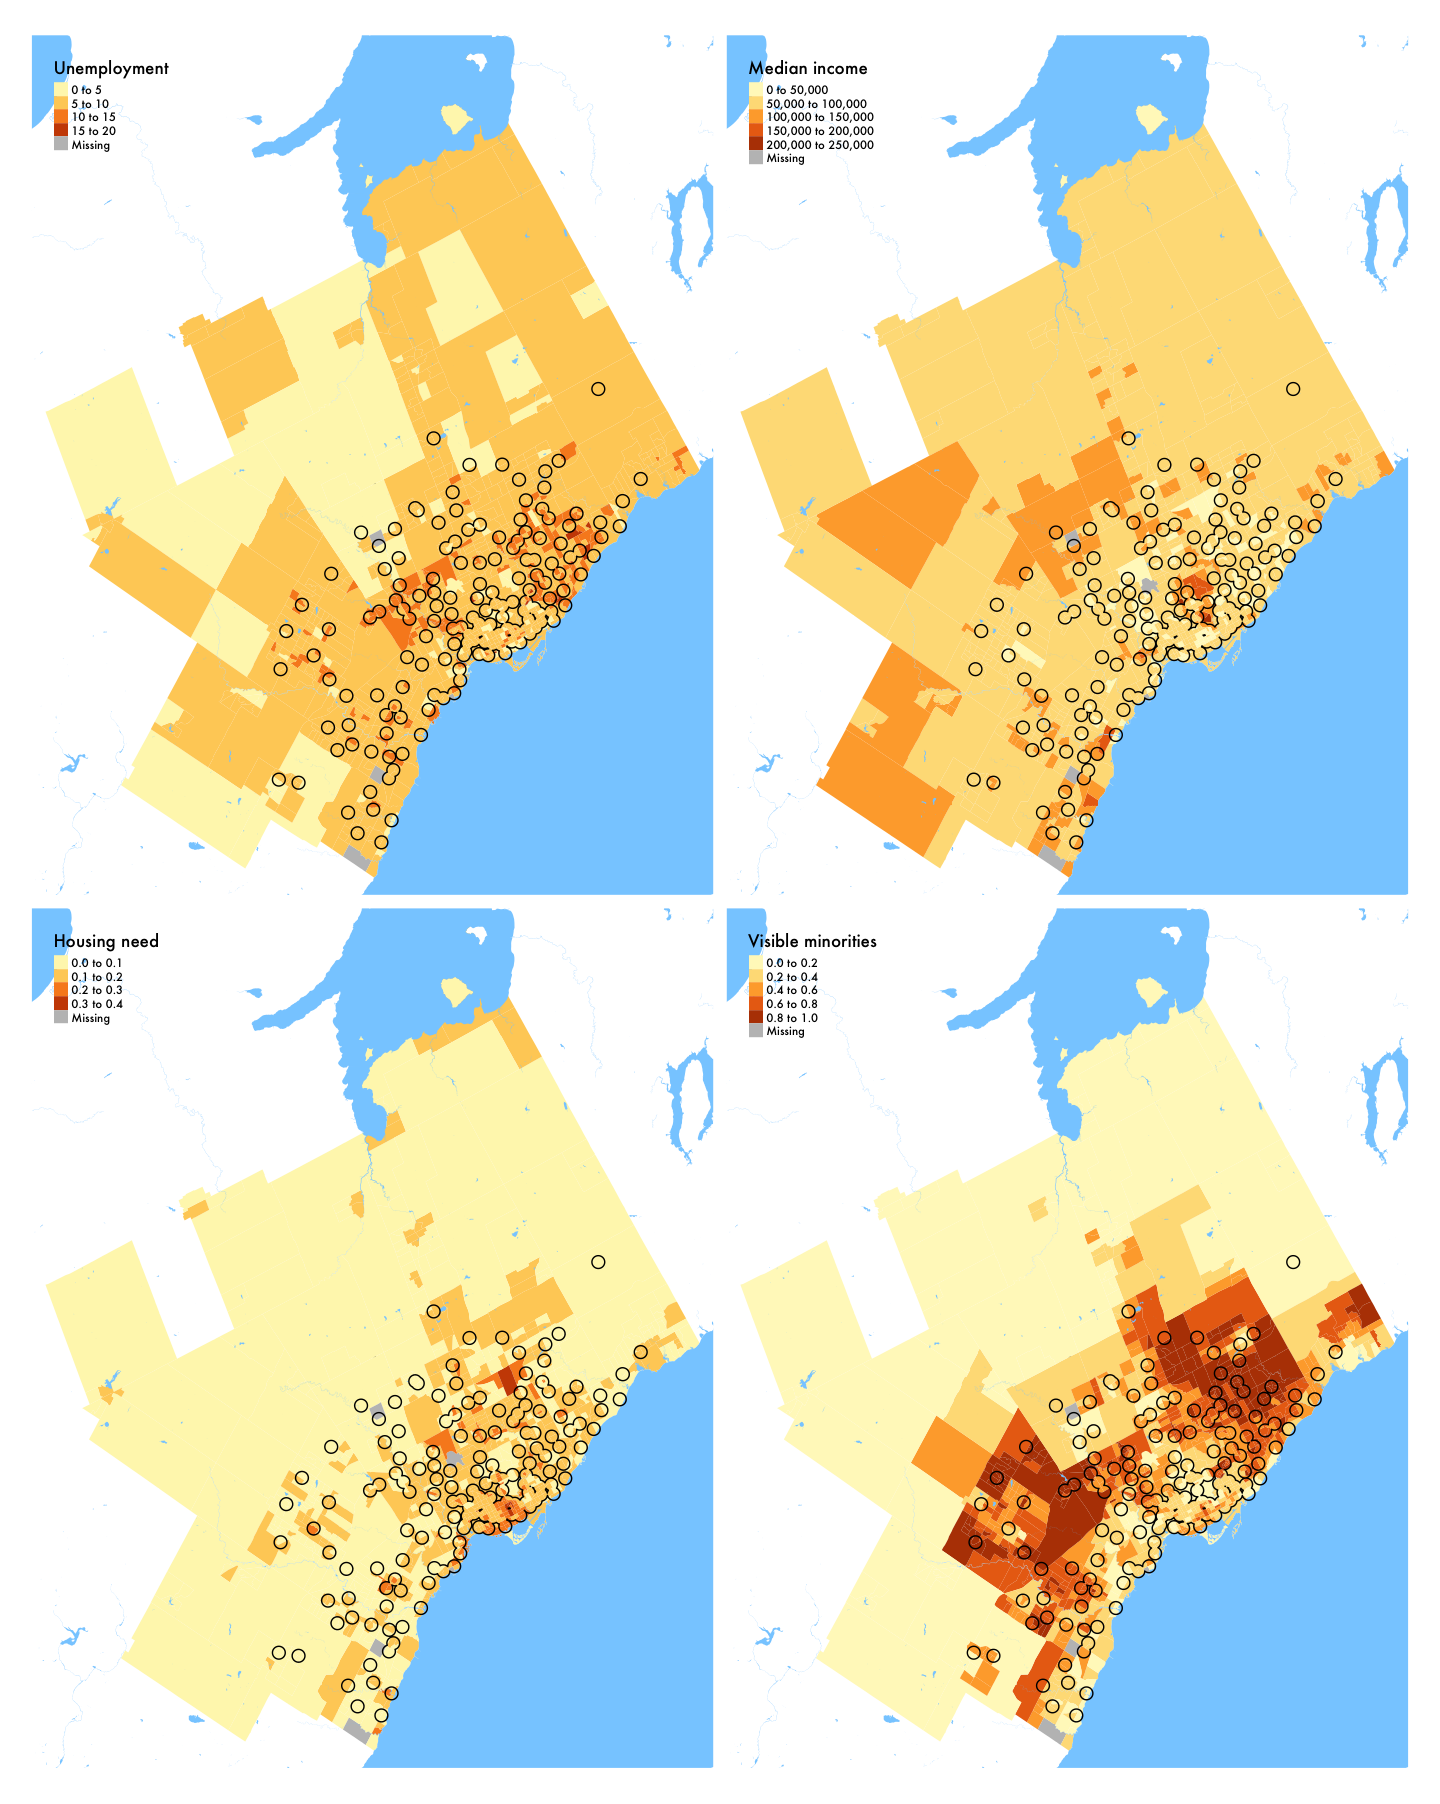 Unemployment
0 to 5
5 to 10
10 to 15
15 to 20
Missing
Median income
0 to 50,000
50,000 to 100,000
100,000 to 150,000
150,000 to 200,000
200,000 to 250,000
Missing
Housing need
0.0 to 0.1
0.1 to 0.2
0.2 to 0.3
0.3 to 0.4
Missing
Visible minorities
0.0 to 0.2
0.2 to 0.4
0.4 to 0.6
0.6 to 0.8
0.8 to 1.0
Missing